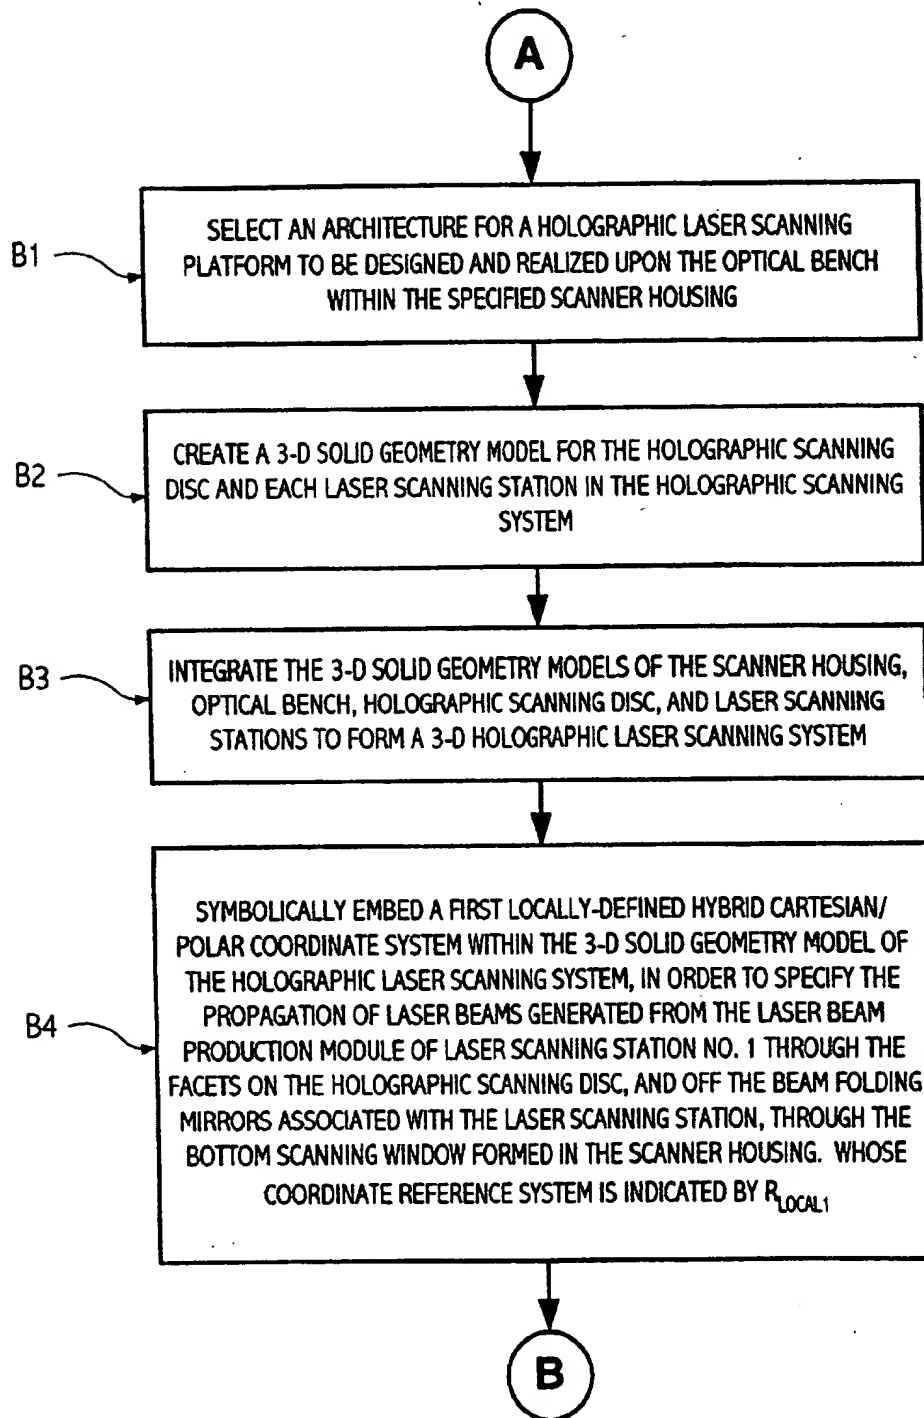 A
B1
SELECT AN ARCHITECTURE FOR A HOLOGRAPHIC LASER SCANNING
PLATFORM TO BE DESIGNED AND REALIZED UPON THE OPTICAL BENCH
WITHIN THE SPECIFIED SCANNER HOUSING
B2
CREATE A 3-D SOLID GEOMETRY MODEL FOR THE HOLOGRAPHIC SCANNING
DISC AND EACH LASER SCANNING STATION IN THE HOLOGRAPHIC SCANNING
SYSTEM
B3
INTEGRATE THE 3-D SOLID GEOMETRY MODELS OF THE SCANNER HOUSING,
OPTICAL BENCH, HOLOGRAPHIC SCANNING DISC, AND LASER SCANNING
STATIONS TO FORM A 3-D HOLOGRAPHIC LASER SCANNING SYSTEM
B4
SYMBOLICALLY EMBED A FIRST LOCALLY-DEFINED HYBRID CARTESIAN/
POLAR COORDINATE SYSTEM WITHIN THE 3-D SOLID GEOMETRY MODEL OF
THE HOLOGRAPHIC LASER SCANNING SYSTEM, IN ORDER TO SPECIFY THE
PROPAGATION OF LASER BEAMS GENERATED FROM THE LASER BEAM
PRODUCTION MODULE OF LASER SCANNING STATION NO. 1 THROUGH THE
FACETS ON THE HOLOGRAPHIC SCANNING DISC, AND OFF THE BEAM FOLDING
MIRRORS ASSOCIATED WITH THE LASER SCANNING STATION, THROUGH THE
BOTTOM SCANNING WINDOW FORMED IN THE SCANNER HOUSING. WHOSE
COORDINATE REFERENCE SYSTEM IS INDICATED BY R_LOCAL1
B